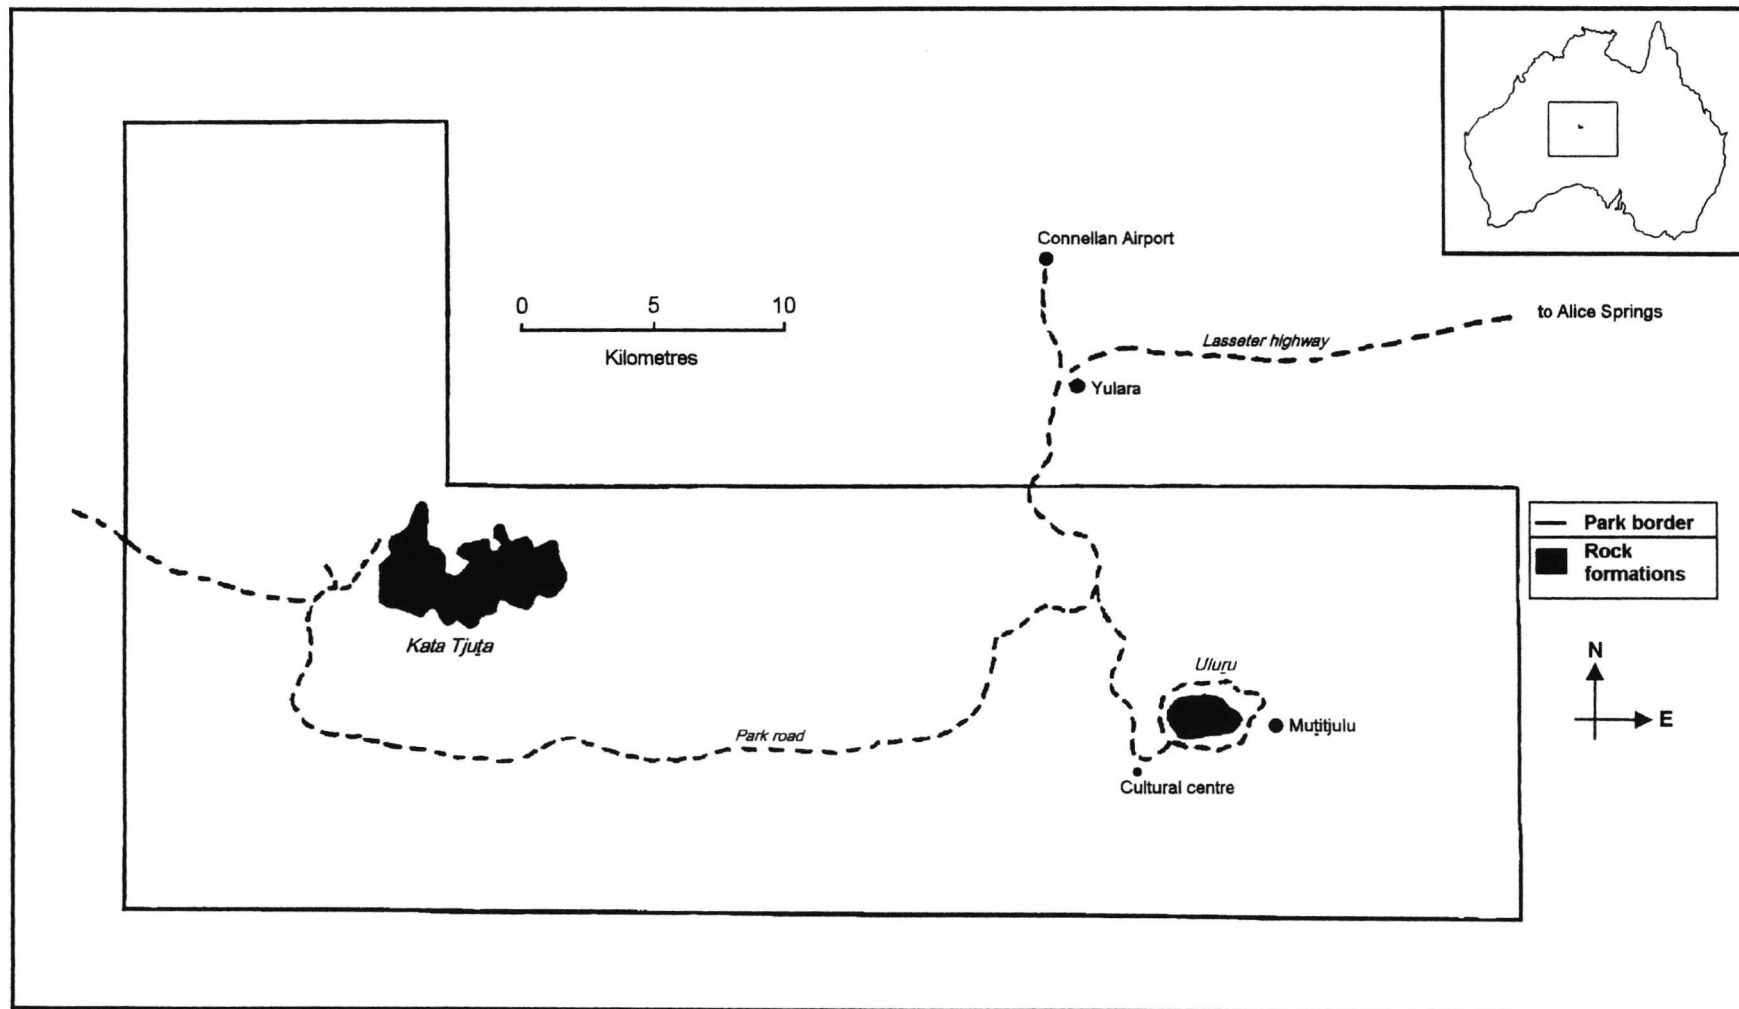 Connellan Airport
to Alice Springs
0 5 10
Lasseter highway
Kilometres
Yulara
Park border
Rock
formations
Kata Tjuṯa
Uluṟu
N
E
Park road
Muṯitjulu
Cultural centre